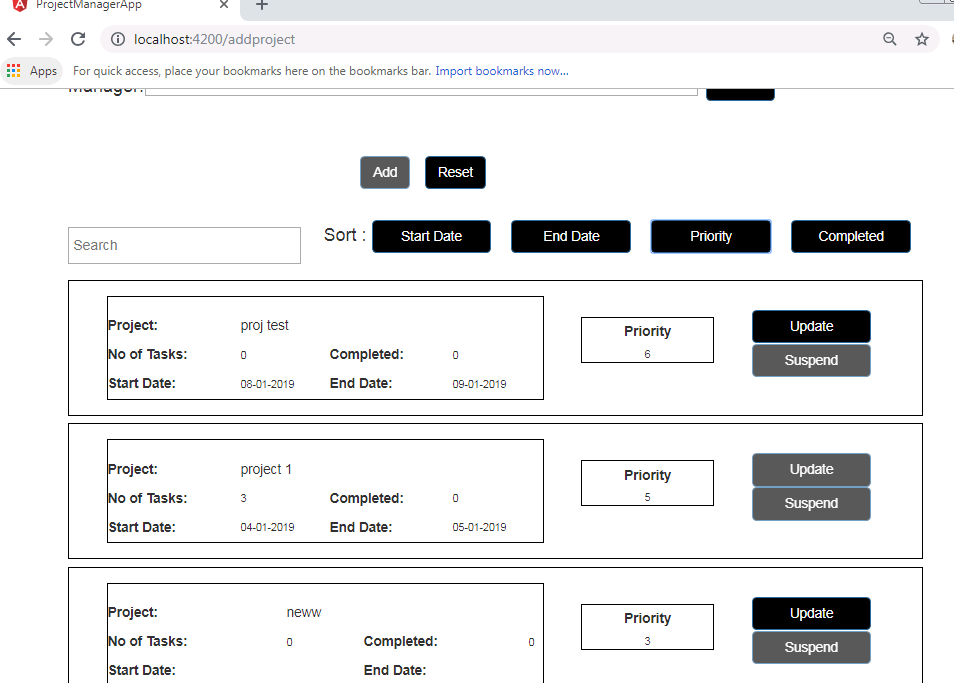 ProjectManagerApp
localhost:4200/addproject
Apps For quick access, place your bookmarks here on the bookmarks bar. Import bookmarks now...
Manager:
Add Reset
Search Sort : Start Date End Date Priority Completed
Project: proj test Priority Update
No of Tasks: 0 Completed: 0 6 Suspend
Start Date: 08-01-2019 End Date: 09-01-2019
Project: project 1 Priority Update
No of Tasks: 3 Completed: 0 5 Suspend
Start Date: 04-01-2019 End Date: 05-01-2019
Project: neww Priority Update
No of Tasks: 0 Completed: 0 3 Suspend
Start Date: End Date: